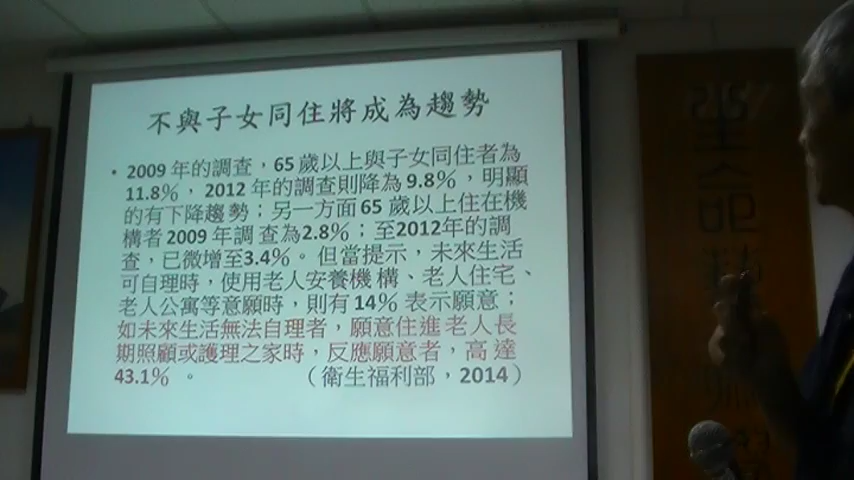 不與子女同住將成為趨勢
• 2009 年的調查，65 歲以上與子女同住者為
11.8%，2012 年的調查則降為 9.8%，明顯
的有下降趨勢；另一方面 65 歲以上住在機
構者 2009 年調查為2.8%；至2012年的調
查，已微增至3.4%。但當提示，未來生活
可自理時，使用老人安養機構、老人住宅、
老人公寓等意願時，則有 14% 表示願意；
如未來生活無法自理者，願意住進老人長
期照顧或護理之家時，反應願意者，高達
43.1% 。 （衛生福利部，2014）